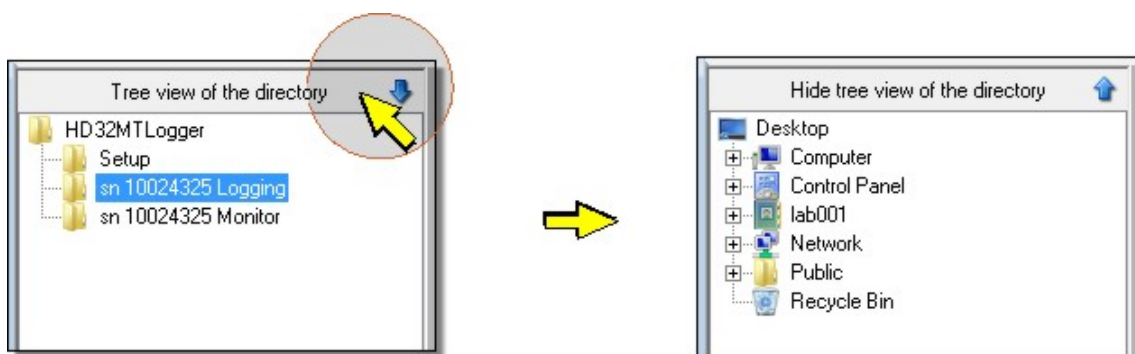 Tree view of the directory
HD32MTLogger
Setup
sn 10024325 Logging
sn 10024325 Monitor
Hide tree view of the directory
Desktop
Computer
Control Panel
lab001
Network
Public
Recycle Bin